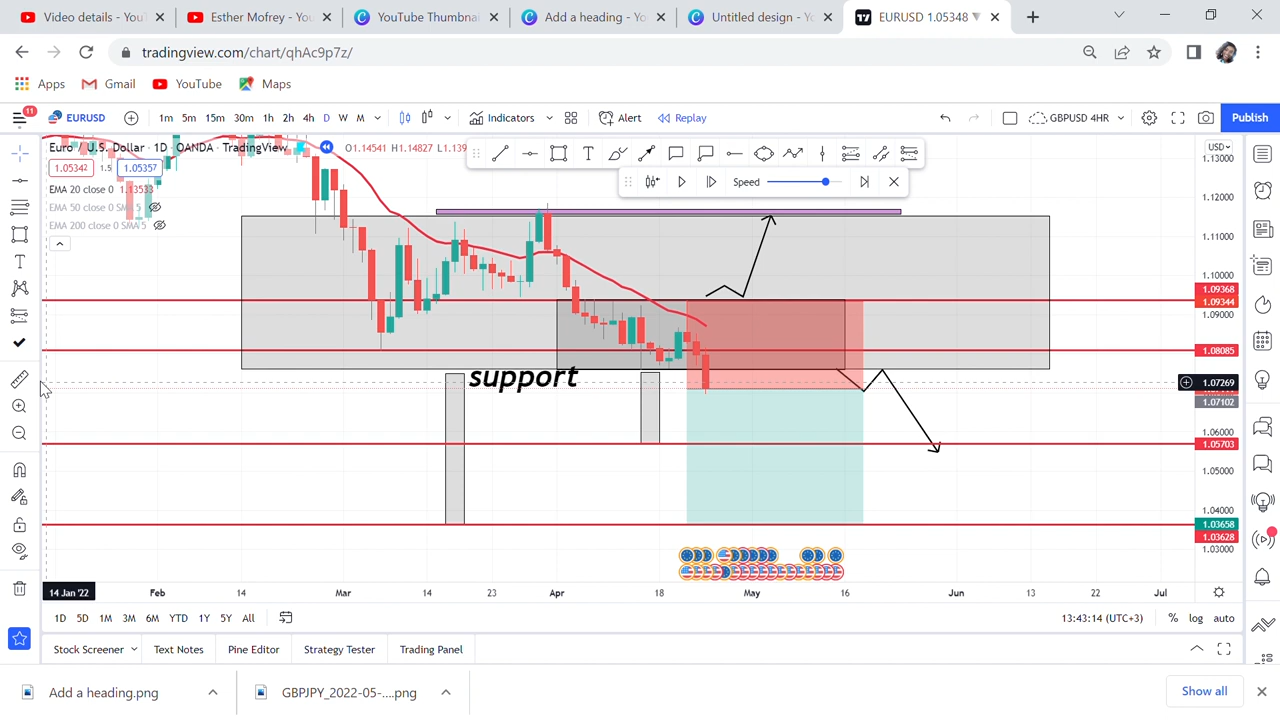 Video details - YouT
Esther Mofrey - You
YouTube Thumbnai
Add a heading - Yo
Untitled design - Yo
EURUSD 1.05348 ▼
tradingview.com/chart/qhAc9p7z/
Apps
Gmail
YouTube
Maps
11
EURUSD
1m 5m 15m 30m 1h 2h 4h D W M
Indicators
Alert
Replay
GBPUSD 4HR
Publish
Euro / U.S. Dollar · 1D · OANDA · TradingView
O1.14541 H1.14827 L1.139
1.05342 1.5 1.05357
EMA 20 close 0 1.13533
EMA 50 close 0 SMA 5
EMA 200 close 0 SMA 5
Speed
USD
1.13000
1.12000
1.11000
1.10000
1.09368
1.09344
1.09000
1.08085
1.07269
1.07102
1.06000
1.05703
1.05000
1.04000
1.03658
1.03628
1.03000
support
14 Jan '22 Feb 14 Mar 14 23 Apr 18 May 16 Jun 13 22 Jul
1D 5D 1M 3M 6M YTD 1Y 5Y All
13:43:14 (UTC+3)
% log auto
Stock Screener
Text Notes
Pine Editor
Strategy Tester
Trading Panel
Add a heading.png
GBPJPY_2022-05-....png
Show all